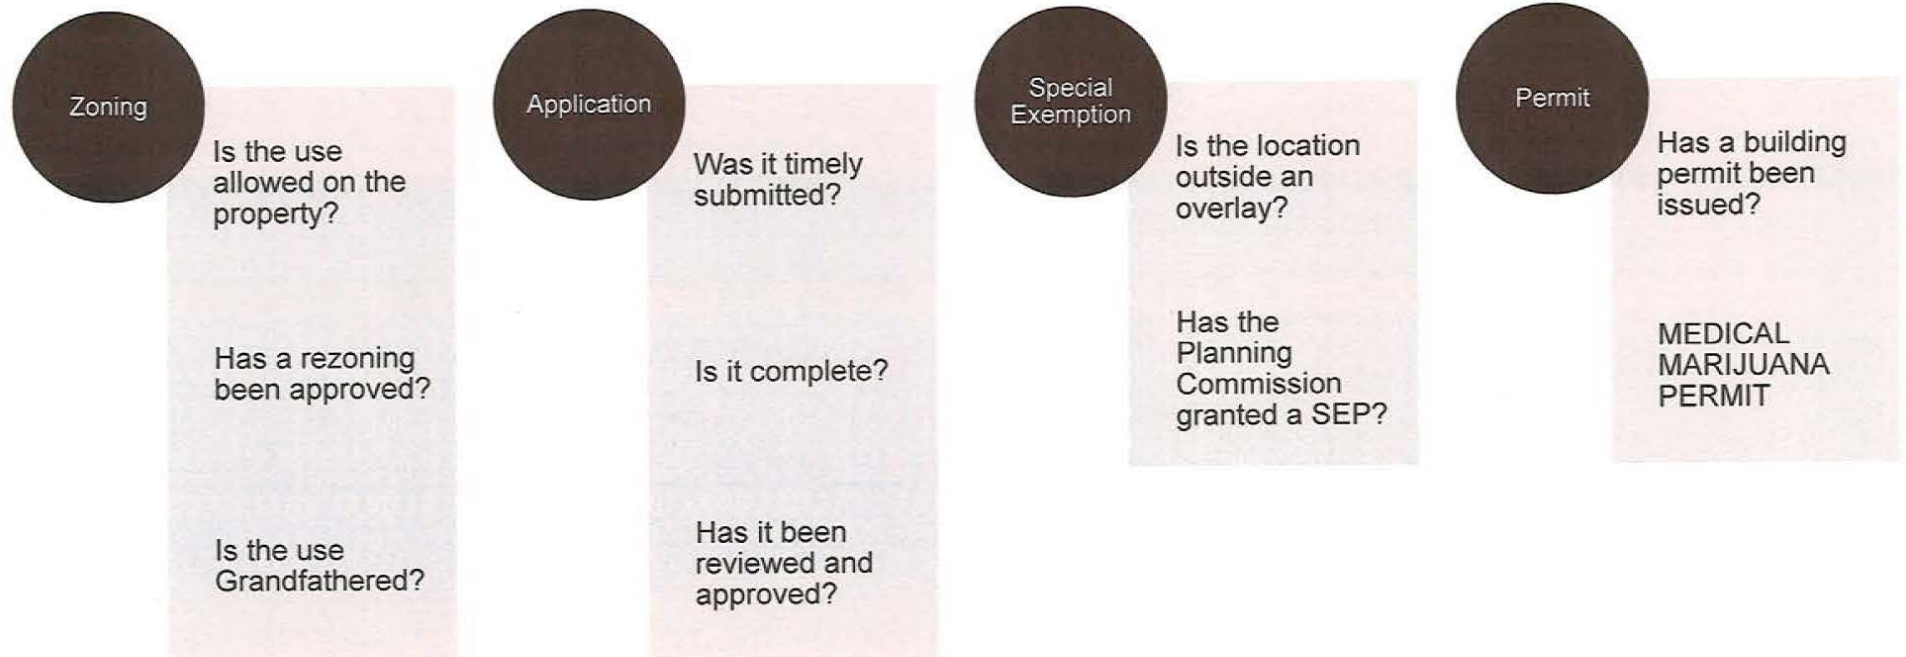 Zoning
Is the use
allowed on the
property?
Has a rezoning
been approved?
Is the use
Grandfathered?
Application
Was it timely
submitted?
Is it complete?
Has it been
reviewed and
approved?
Special
Exemption
Is the location
outside an
overlay?
Has the
Planning
Commission
granted a SEP?
Permit
Has a building
permit been
issued?
MEDICAL
MARIJUANA
PERMIT